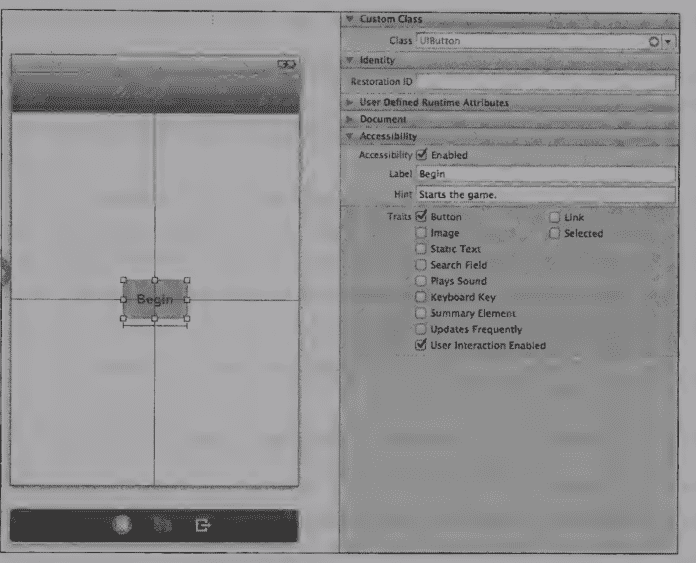 Begin
Custom Class
Class UIButton
Identity
Restoration ID
User Defined Runtime Attributes
Document
Accessibility
Accessibility Enabled
Label Begin
Hint Starts the game.
Traits Button Link
Image Selected
Static Text
Search Field
Plays Sound
Keyboard Key
Summary Element
Updates Frequently
User Interaction Enabled